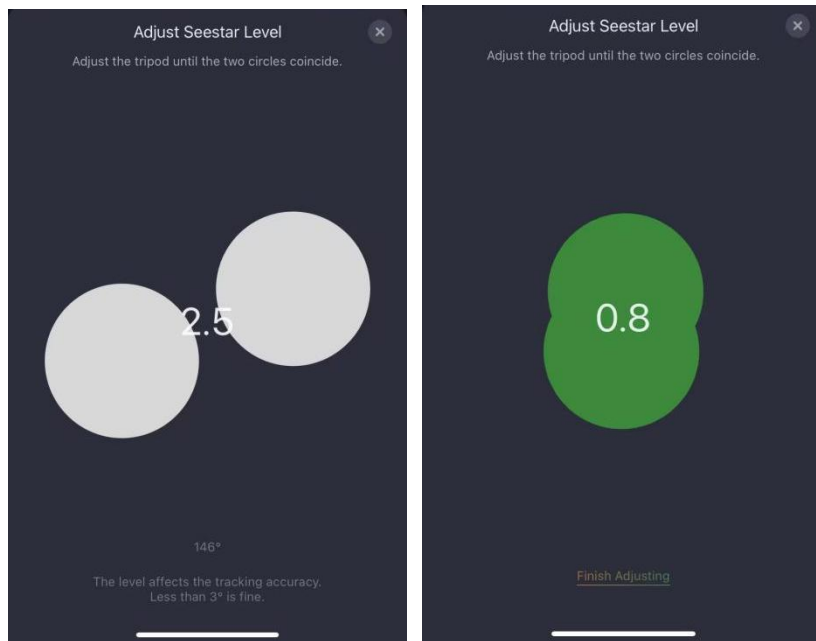 Adjust Seestar Level
Adjust the tripod until the two circles coincide.
2.5
146°
The level affects the tracking accuracy.
Less than 3° is fine.
Adjust Seestar Level
Adjust the tripod until the two circles coincide.
0.8
Finish Adjusting